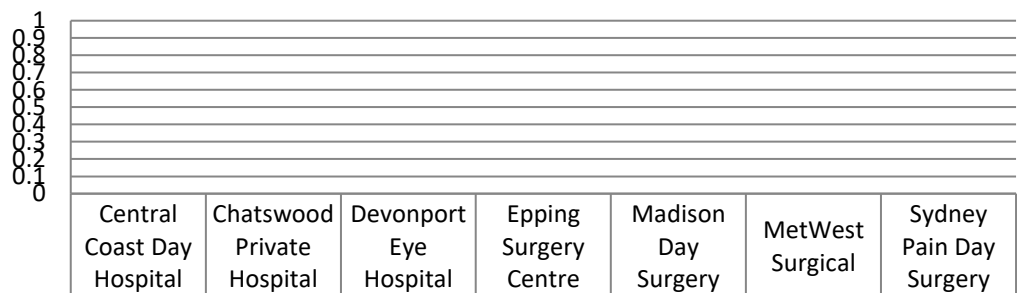 1
0.9
0.8
0.7
0.6
0.5
0.4
0.3
0.2
0.1
0
Central
Coast Day
Hospital
Chatswood
Private
Hospital
Devonport
Eye
Hospital
Epping
Surgery
Centre
Madison
Day
Surgery
MetWest
Surgical
Sydney
Pain Day
Surgery